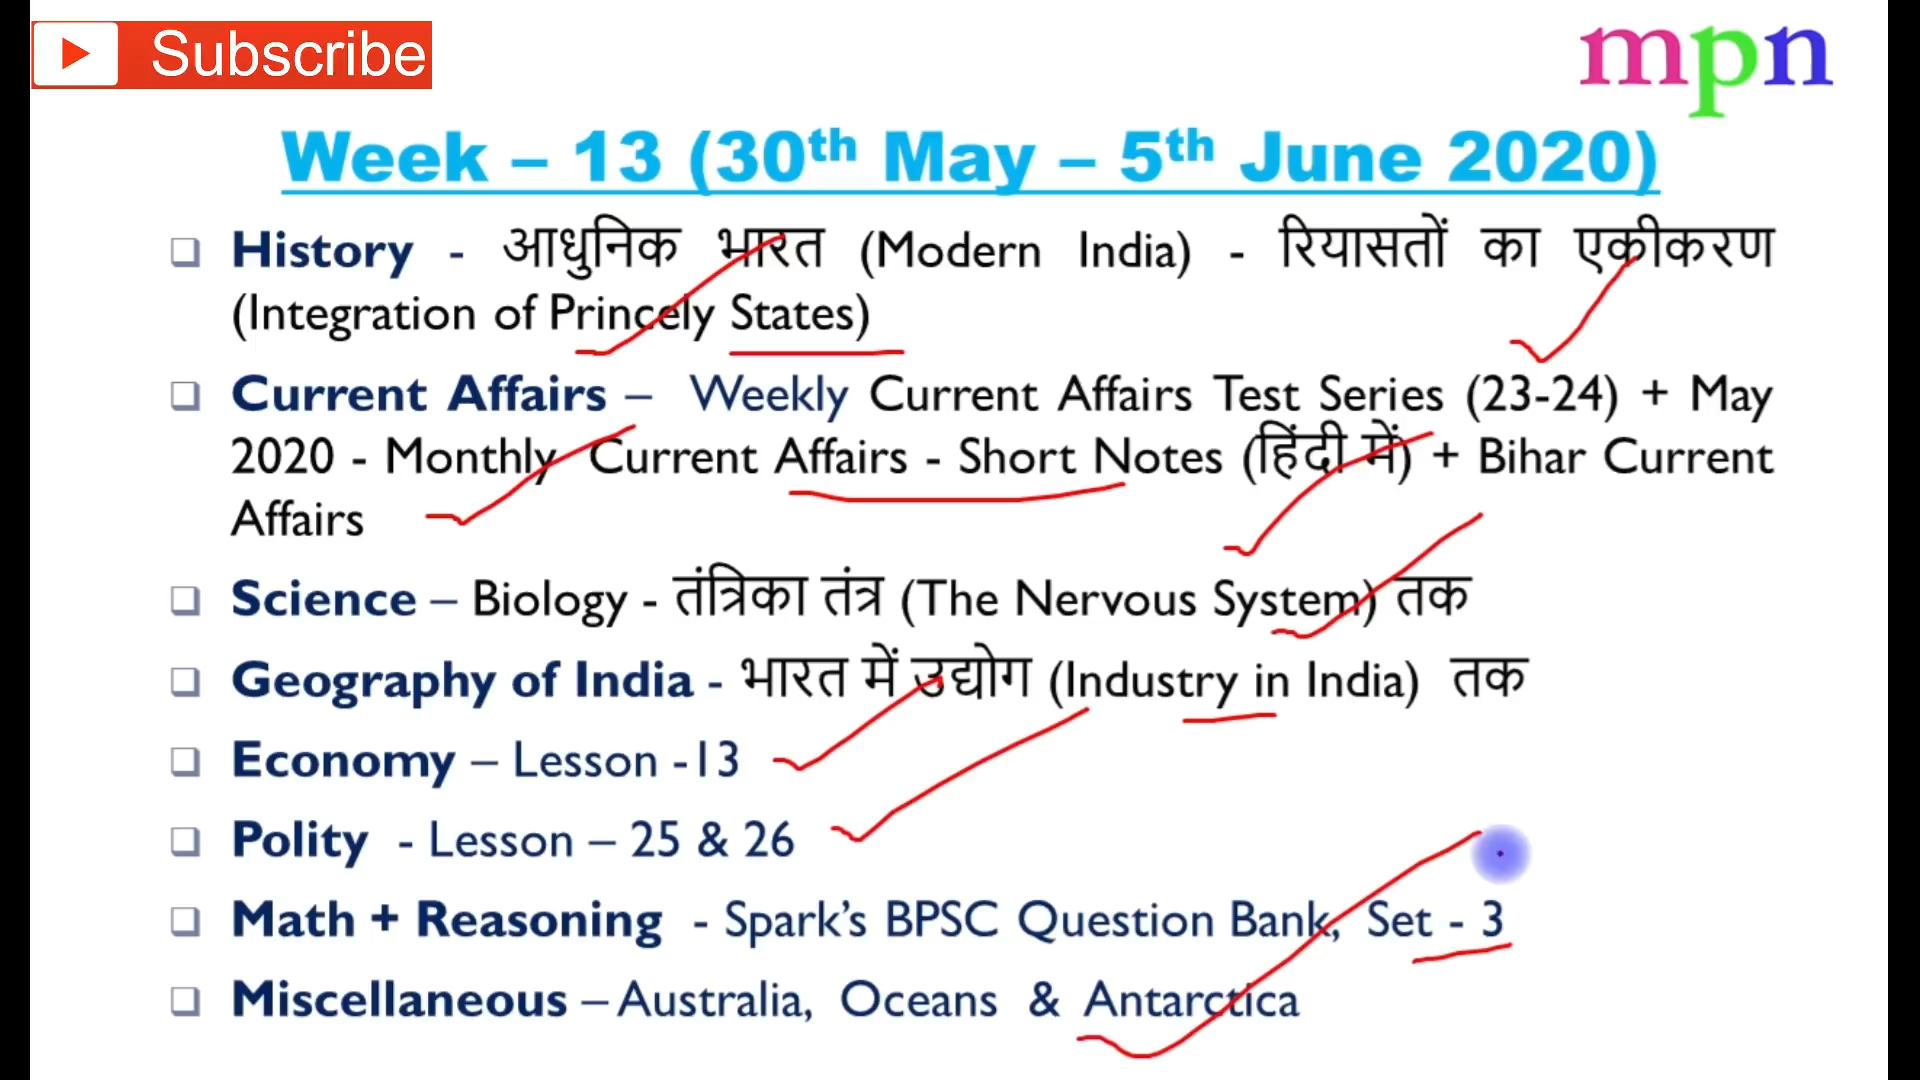 Subscribe
mpn
Week – 13 (30th May – 5th June 2020)
History - आधुनिक भारत (Modern India) - रियासतों का एकीकरण
(Integration of Princely States)
Current Affairs – Weekly Current Affairs Test Series (23-24) + May
2020 - Monthly Current Affairs - Short Notes (हिंदी में) + Bihar Current
Affairs
Science – Biology - तंत्रिका तंत्र (The Nervous System) तक
Geography of India - भारत में उद्योग (Industry in India) तक
Economy – Lesson -13
Polity - Lesson – 25 & 26
Math + Reasoning - Spark's BPSC Question Bank, Set - 3
Miscellaneous – Australia, Oceans & Antarctica